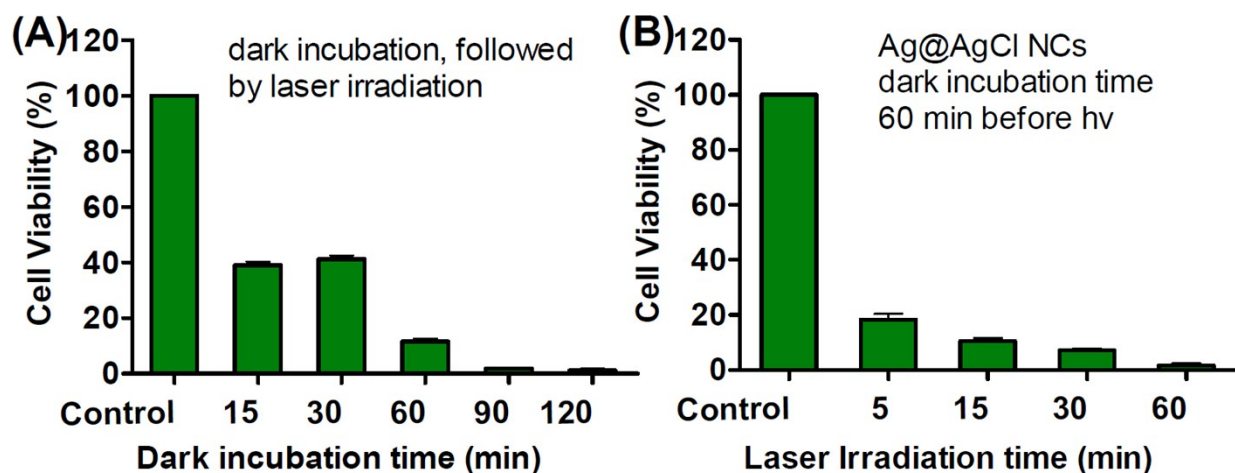 (A)
120
100
80
60
40
20
0
Cell Viability (%)
dark incubation, followed
by laser irradiation
Control 15 30 60 90 120
Dark incubation time (min)
(B)
120
100
80
60
40
20
0
Cell Viability (%)
Ag@AgCl NCs
dark incubation time
60 min before hv
Control 5 15 30 60
Laser Irradiation time (min)